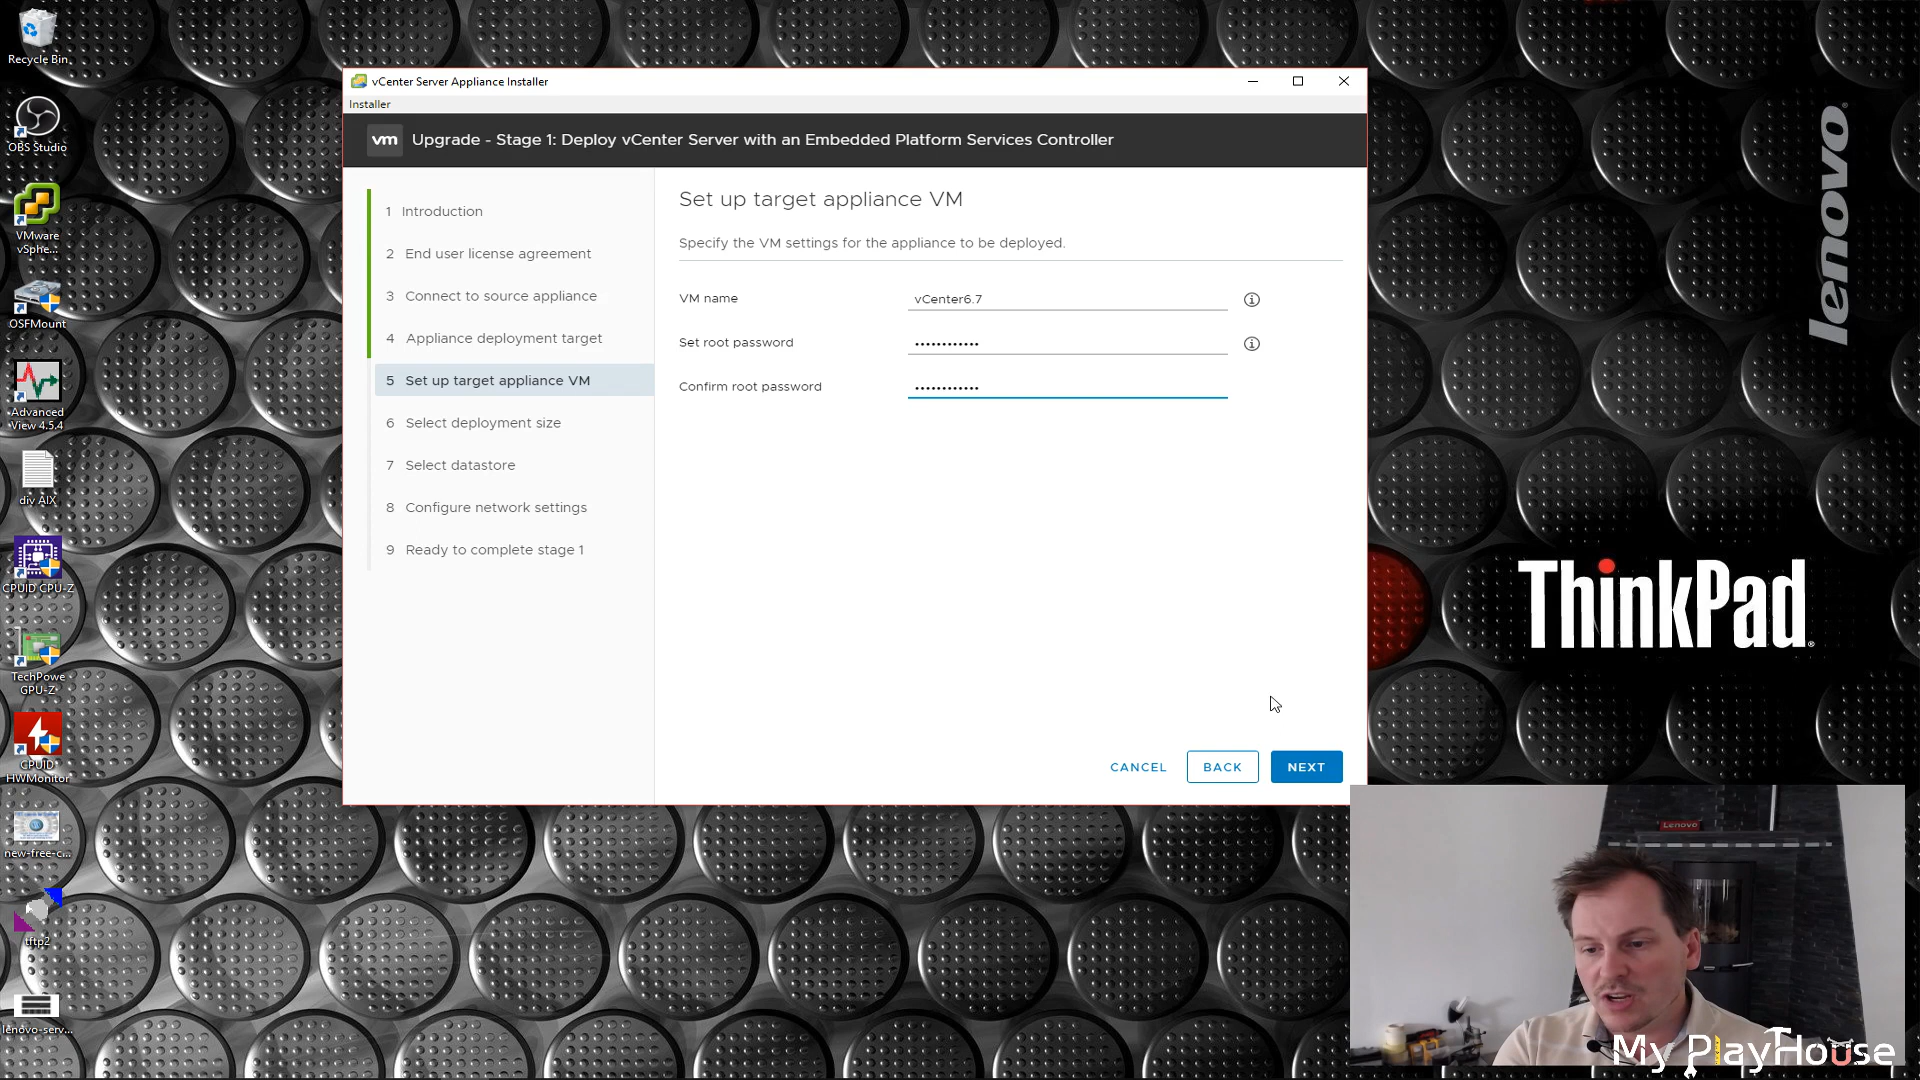 Recycle Bin
OBS Studio
VMware
vSphe...
OSFMount
Advanced
View 4.5.4
div AIX
CPUID CPU-Z
TechPowe
GPU-Z
CPUID
HWMonitor
new-free-c...
tftp2
lenovo-serv...
vCenter Server Appliance Installer
Installer
vm Upgrade - Stage 1: Deploy vCenter Server with an Embedded Platform Services Controller
1 Introduction
2 End user license agreement
3 Connect to source appliance
4 Appliance deployment target
5 Set up target appliance VM
6 Select deployment size
7 Select datastore
8 Configure network settings
9 Ready to complete stage 1
Set up target appliance VM
Specify the VM settings for the appliance to be deployed.
VM name vCenter6.7
Set root password ••••••••••••
Confirm root password ••••••••••••
CANCEL BACK NEXT
lenovo
ThinkPad
Lenovo
My PlayHouse